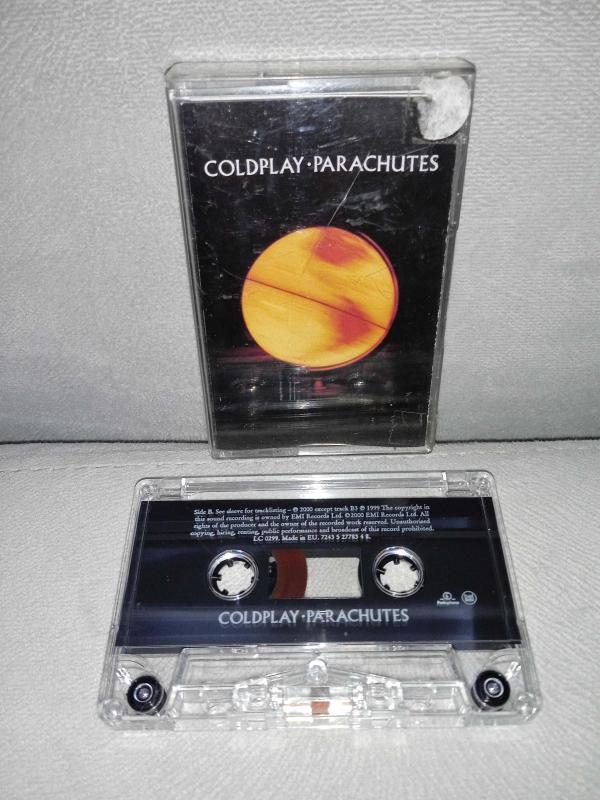 COLDPLAY·PARACHUTES
Side B. See sleeve for tracklisting – ℗ 2000 except track B3 ℗ 1999 The copyright in
this sound recording is owned by EMI Records Ltd. ©2000 EMI Records Ltd. All
rights of the producer and the owner of the recorded work reserved. Unauthorised
copying, hiring, renting, public performance and broadcast of this record prohibited.
LC 0299. Made in EU. 7243 5 27783 4 8.
Parlophone
COLDPLAY·PARACHUTES